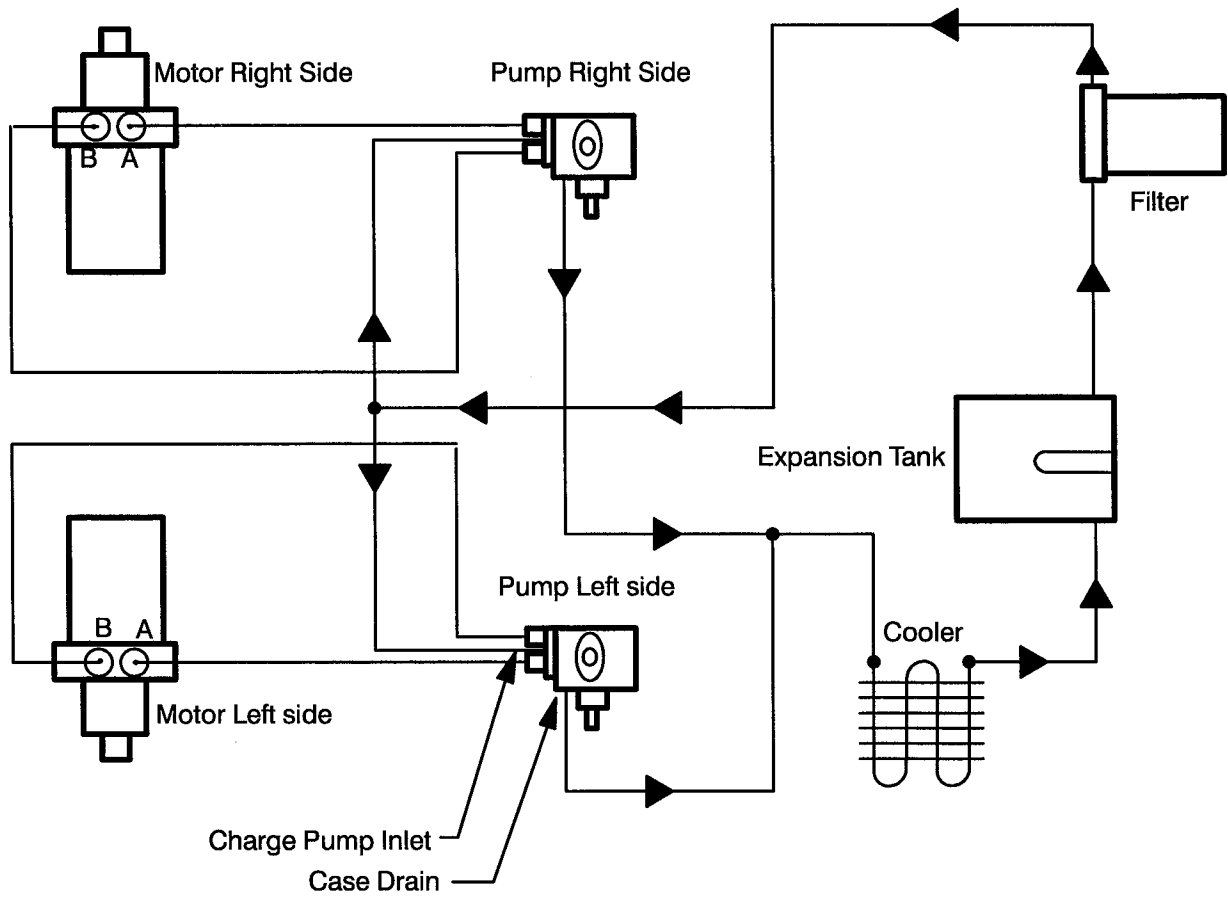 Motor Right Side
Pump Right Side
B A
Filter
Expansion Tank
Pump Left side
B A
Cooler
Motor Left side
Charge Pump Inlet
Case Drain